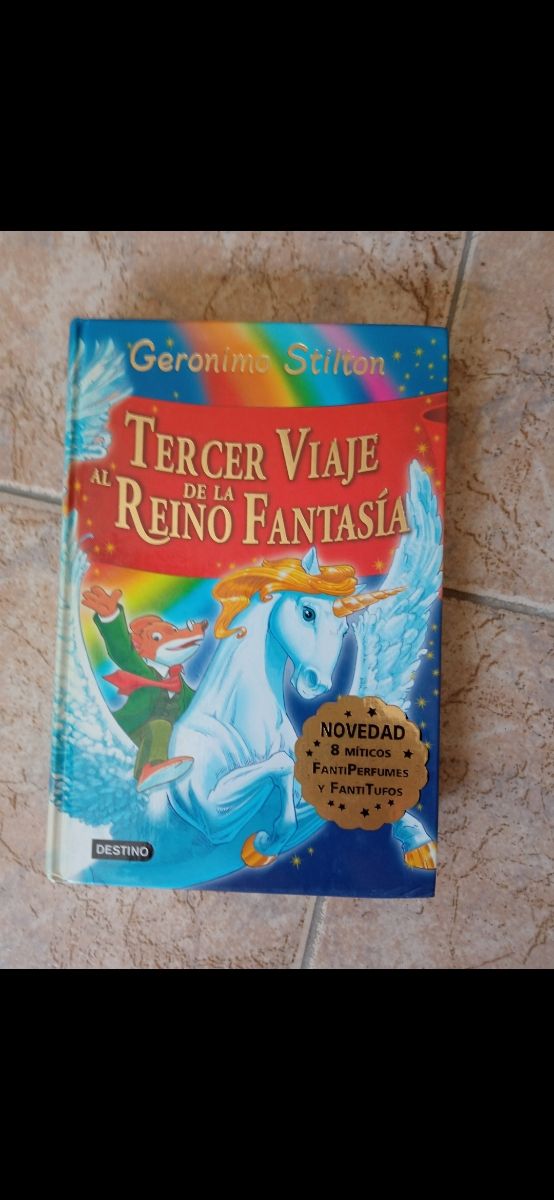 Geronimo Stilton
TERCER VIAJE
AL REINO DE LA FANTASÍA
NOVEDAD
8 MÍTICOS
FANTIPERFUMES
Y FANTITUFOS
DESTINO